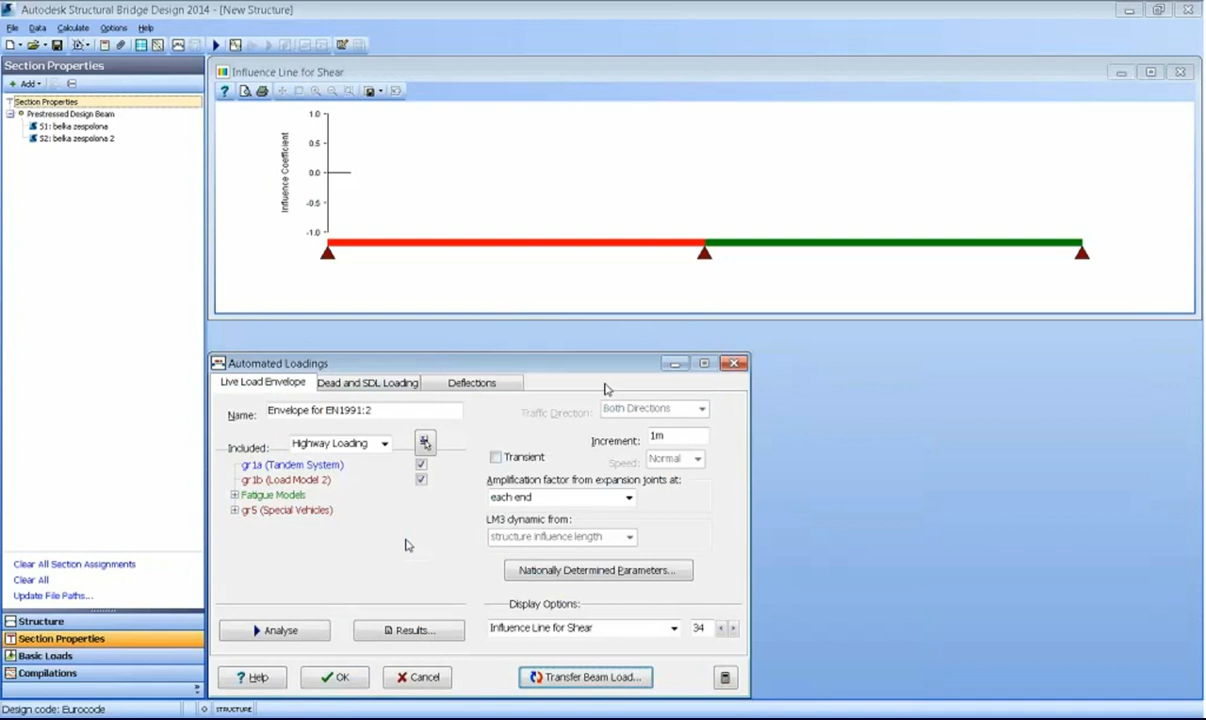 Autodesk Structural Bridge Design 2014 - [New Structure]
File Data Calculate Options Help
Section Properties
Add
Section Properties
Prestressed Design Beam
S1: belka zespolona
S2: belka zespolona 2
Clear All Section Assignments
Clear All
Update File Paths...
Structure
Section Properties
Basic Loads
Compilations
Design code: Eurocode
STRUCTURE
Influence Line for Shear
Influence Coefficient
1.0
0.5
0.0
-0.5
-1.0
Automated Loadings
Live Load Envelope Dead and SDL Loading Deflections
Name: Envelope for EN1991:2
Included: Highway Loading
gr1a (Tandem System)
gr1b (Load Model 2)
Fatigue Models
gr5 (Special Vehicles)
Traffic Direction: Both Directions
Increment: 1m
Transient Speed: Normal
Amplification factor from expansion joints at:
each end
LM3 dynamic from:
structure influence length
Nationally Determined Parameters...
Display Options:
Influence Line for Shear 34
Analyse Results...
Help OK Cancel Transfer Beam Load...